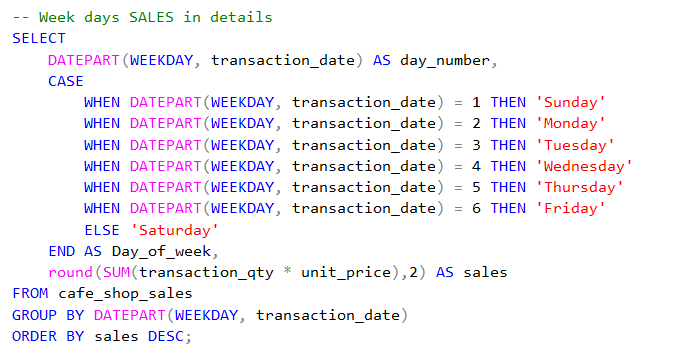 -- Week days SALES in details
SELECT
    DATEPART(WEEKDAY, transaction_date) AS day_number,
    CASE
        WHEN DATEPART(WEEKDAY, transaction_date) = 1 THEN 'Sunday'
        WHEN DATEPART(WEEKDAY, transaction_date) = 2 THEN 'Monday'
        WHEN DATEPART(WEEKDAY, transaction_date) = 3 THEN 'Tuesday'
        WHEN DATEPART(WEEKDAY, transaction_date) = 4 THEN 'Wednesday'
        WHEN DATEPART(WEEKDAY, transaction_date) = 5 THEN 'Thursday'
        WHEN DATEPART(WEEKDAY, transaction_date) = 6 THEN 'Friday'
        ELSE 'Saturday'
    END AS Day_of_week,
    round(SUM(transaction_qty * unit_price),2) AS sales
FROM cafe_shop_sales
GROUP BY DATEPART(WEEKDAY, transaction_date)
ORDER BY sales DESC;